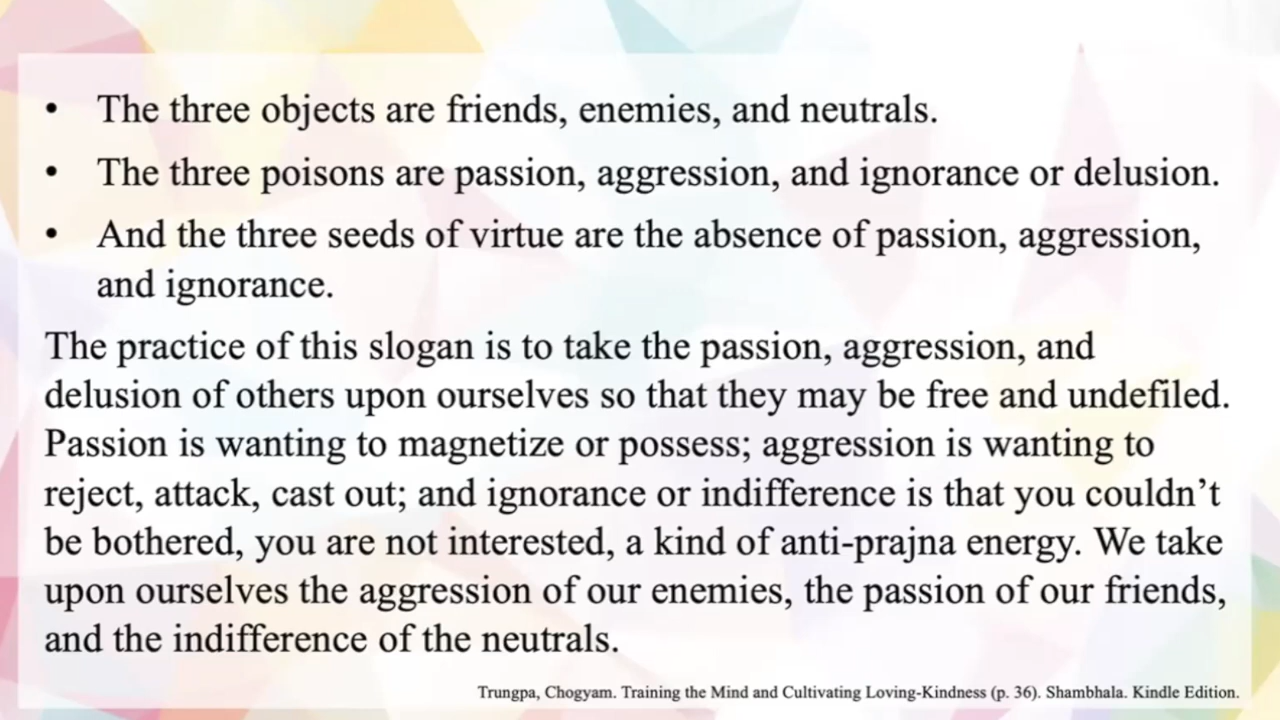 • The three objects are friends, enemies, and neutrals.
• The three poisons are passion, aggression, and ignorance or delusion.
• And the three seeds of virtue are the absence of passion, aggression,
and ignorance.
The practice of this slogan is to take the passion, aggression, and
delusion of others upon ourselves so that they may be free and undefiled.
Passion is wanting to magnetize or possess; aggression is wanting to
reject, attack, cast out; and ignorance or indifference is that you couldn’t
be bothered, you are not interested, a kind of anti-prajna energy. We take
upon ourselves the aggression of our enemies, the passion of our friends,
and the indifference of the neutrals.
Trungpa, Chogyam. Training the Mind and Cultivating Loving-Kindness (p. 36). Shambhala. Kindle Edition.